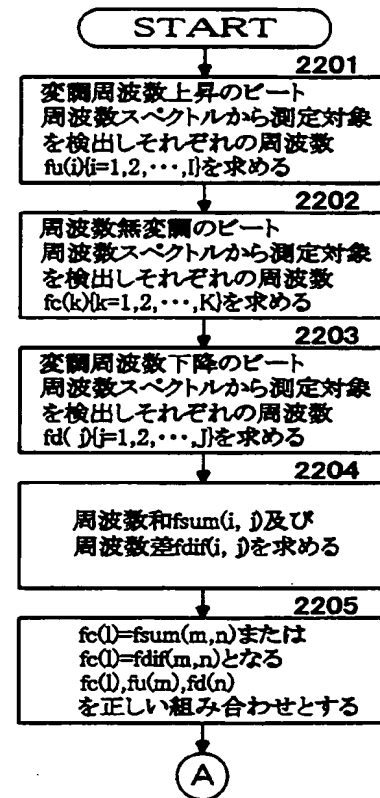 START
2201
変調周波数上昇のビート
周波数スペクトルから測定対象
を検出しそれぞれの周波数
fu(i){i=1,2,···,I}を求める
2202
周波数無変調のビート
周波数スペクトルから測定対象
を検出しそれぞれの周波数
fc(k){k=1,2,···,K}を求める
2203
変調周波数下降のビート
周波数スペクトルから測定対象
を検出しそれぞれの周波数
fd(j){j=1,2,···,J}を求める
2204
周波数和fsum(i, j)及び
周波数差fdif(i, j)を求める
2205
fc(l)=fsum(m,n)または
fc(l)=fdif(m,n)となる
fc(l),fu(m),fd(n)
を正しい組み合わせとする
A